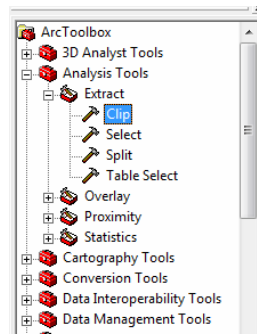 ArcToolbox
3D Analyst Tools
Analysis Tools
Extract
Clip
Select
Split
Table Select
Overlay
Proximity
Statistics
Cartography Tools
Conversion Tools
Data Interoperability Tools
Data Management Tools